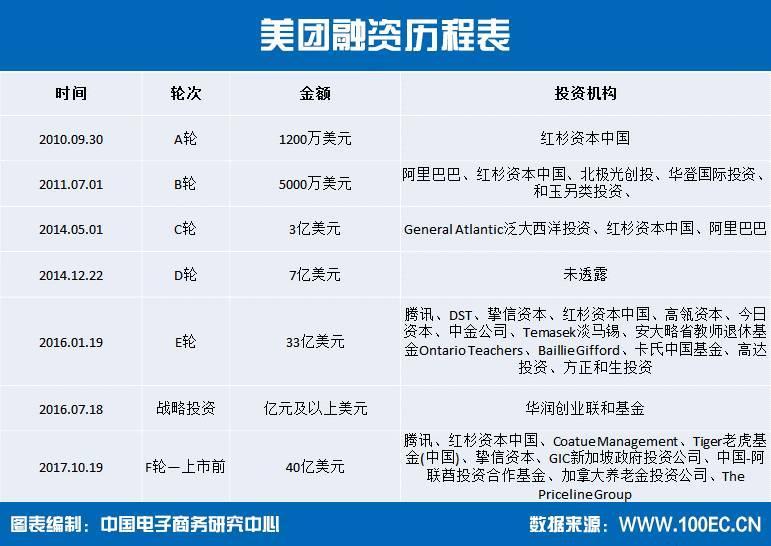 美团融资历程表
时间 轮次 金额 投资机构
2010.09.30 A轮 1200万美元 红杉资本中国
2011.07.01 B轮 5000万美元 阿里巴巴、红杉资本中国、北极光创投、华登国际投资、
和玉另类投资、
2014.05.01 C轮 3亿美元 General Atlantic泛大西洋投资、红杉资本中国、阿里巴巴
2014.12.22 D轮 7亿美元 未透露
2016.01.19 E轮 33亿美元 腾讯、DST、挚信资本、红杉资本中国、高瓴资本、今日
资本、中金公司、Temasek淡马锡、安大略省教师退休基
金Ontario Teachers、Baillie Gifford、卡氏中国基金、高达
投资、方正和生投资
2016.07.18 战略投资 亿元及以上美元 华润创业联和基金
2017.10.19 F轮—上市前 40亿美元 腾讯、红杉资本中国、Coatue Management、Tiger老虎基
金(中国)、挚信资本、GIC新加坡政府投资公司、中国-阿
联酋投资合作基金、加拿大养老金投资公司、The
Priceline Group
图表编制：中国电子商务研究中心 数据来源：WWW.100EC.CN